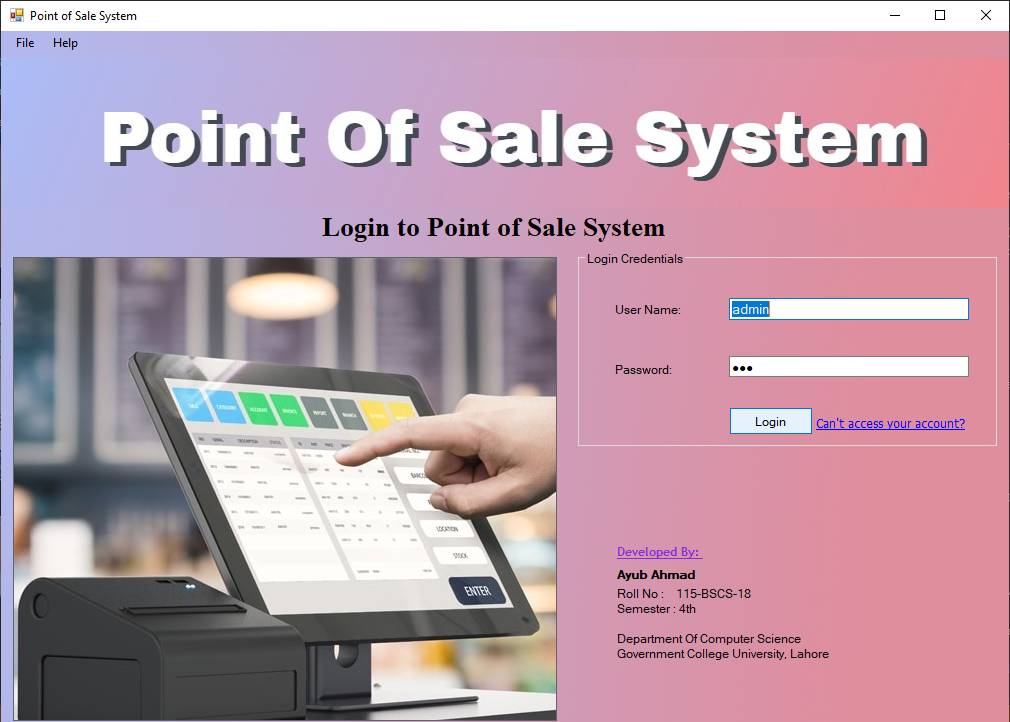 Point of Sale System
File Help
Point Of Sale System
Login to Point of Sale System
Login Credentials
User Name: admin
Password: ●●●
Login Can't access your account?
CATEGORY ACCOUNT INVOICE REPORT BRANCH
LOCATION
STOCK
ENTER
Developed By:
Ayub Ahmad
Roll No : 115-BSCS-18
Semester : 4th
Department Of Computer Science
Government College University, Lahore